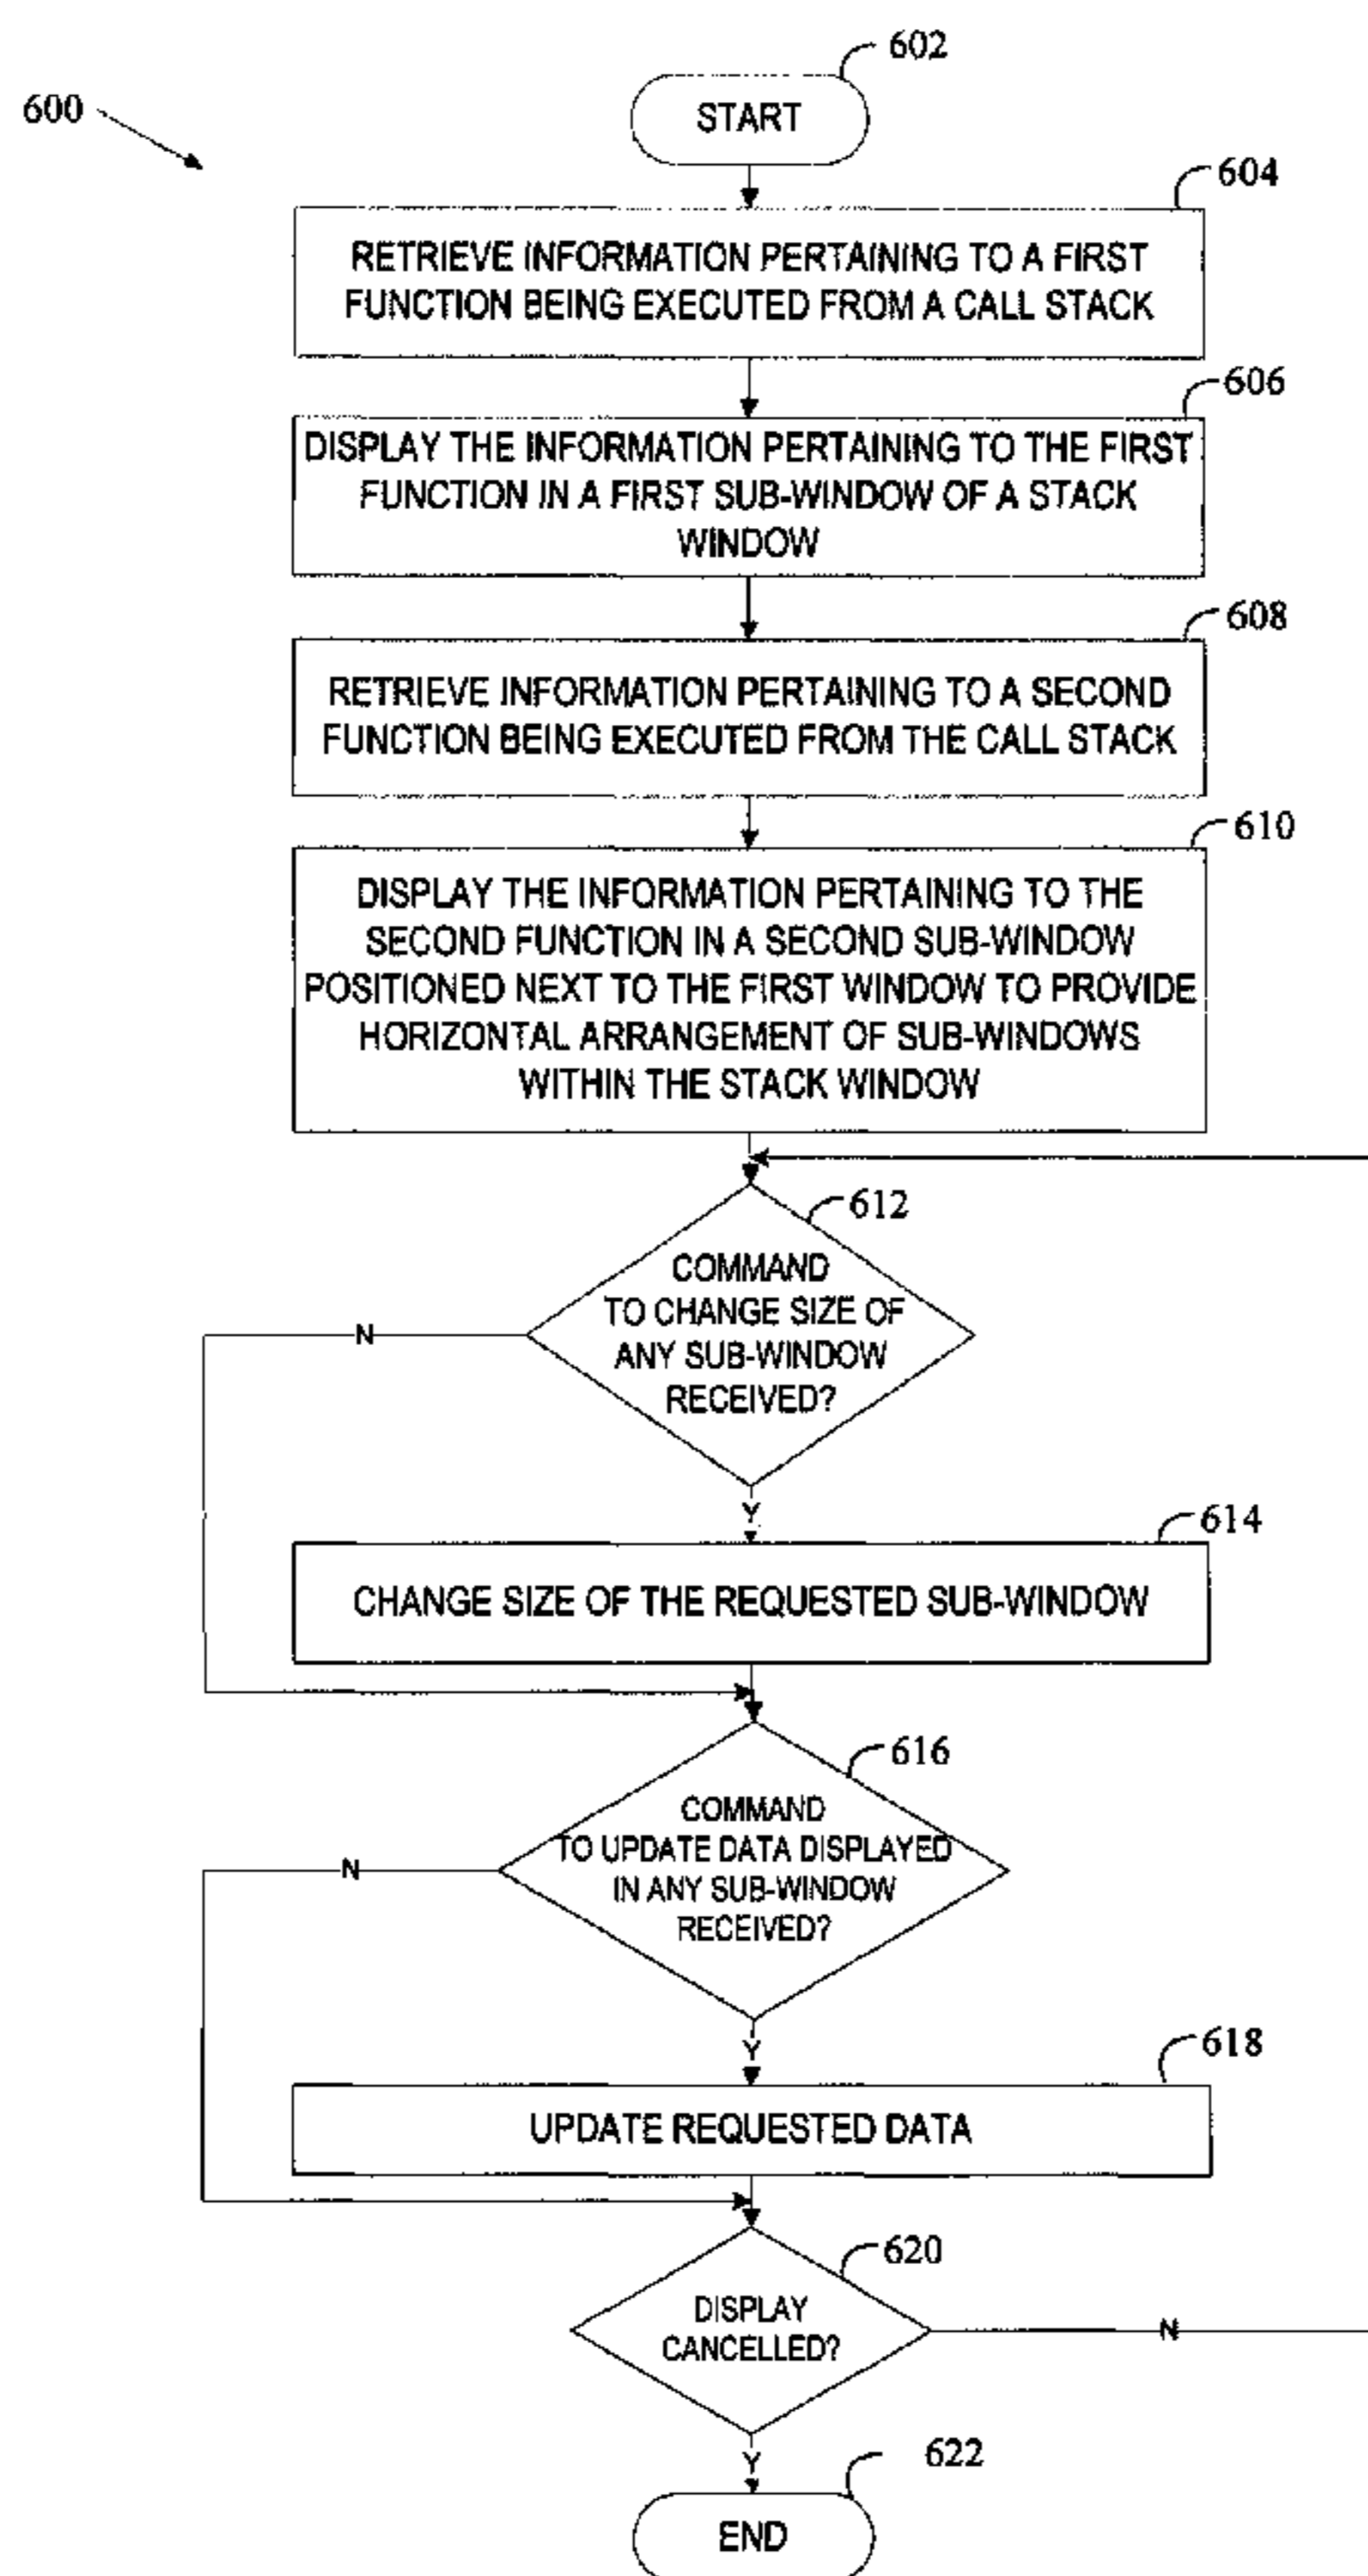 602
600
START
604
RETRIEVE INFORMATION PERTAINING TO A FIRST
FUNCTION BEING EXECUTED FROM A CALL STACK
606
DISPLAY THE INFORMATION PERTAINING TO THE FIRST
FUNCTION IN A FIRST SUB-WINDOW OF A STACK
WINDOW
608
RETRIEVE INFORMATION PERTAINING TO A SECOND
FUNCTION BEING EXECUTED FROM THE CALL STACK
610
DISPLAY THE INFORMATION PERTAINING TO THE
SECOND FUNCTION IN A SECOND SUB-WINDOW
POSITIONED NEXT TO THE FIRST WINDOW TO PROVIDE
HORIZONTAL ARRANGEMENT OF SUB-WINDOWS
WITHIN THE STACK WINDOW
612
COMMAND
TO CHANGE SIZE OF
ANY SUB-WINDOW
RECEIVED?
N
Y
614
CHANGE SIZE OF THE REQUESTED SUB-WINDOW
616
COMMAND
TO UPDATE DATA DISPLAYED
IN ANY SUB-WINDOW
RECEIVED?
N
Y
618
UPDATE REQUESTED DATA
620
DISPLAY
CANCELLED?
N
Y
622
END